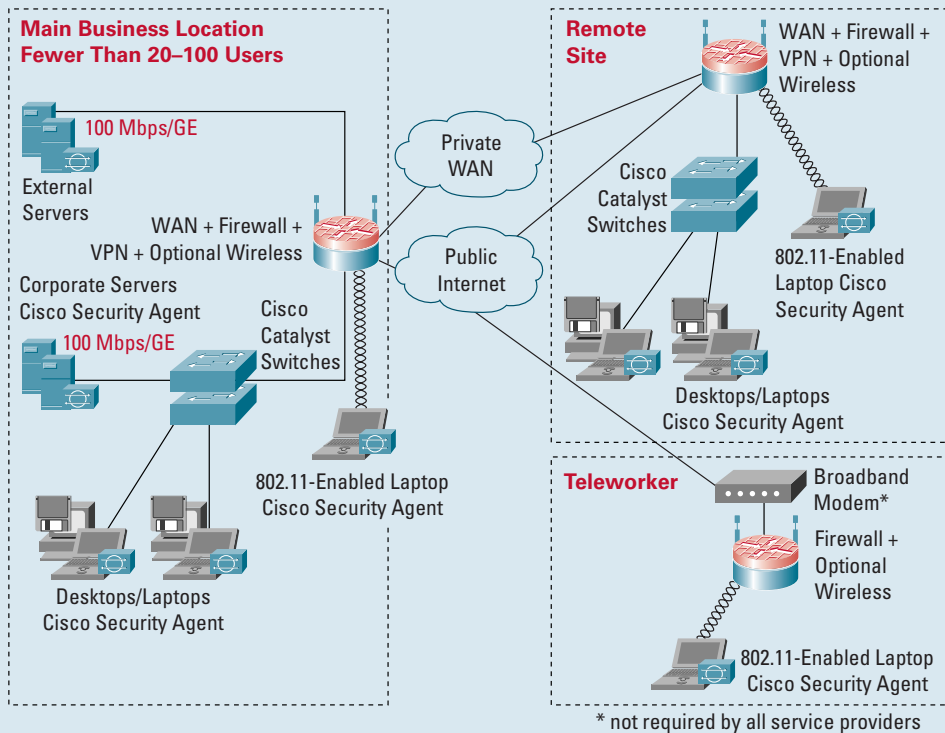 Main Business Location
Fewer Than 20–100 Users
100 Mbps/GE
External
Servers
WAN + Firewall +
VPN + Optional Wireless
Corporate Servers
Cisco Security Agent
100 Mbps/GE
Cisco
Catalyst
Switches
802.11-Enabled Laptop
Cisco Security Agent
Desktops/Laptops
Cisco Security Agent
Private
WAN
Public
Internet
Remote
Site
WAN + Firewall +
VPN + Optional
Wireless
Cisco
Catalyst
Switches
802.11-Enabled
Laptop Cisco
Security Agent
Desktops/Laptops
Cisco Security Agent
Teleworker
Broadband
Modem*
Firewall +
Optional
Wireless
802.11-Enabled Laptop
Cisco Security Agent
* not required by all service providers